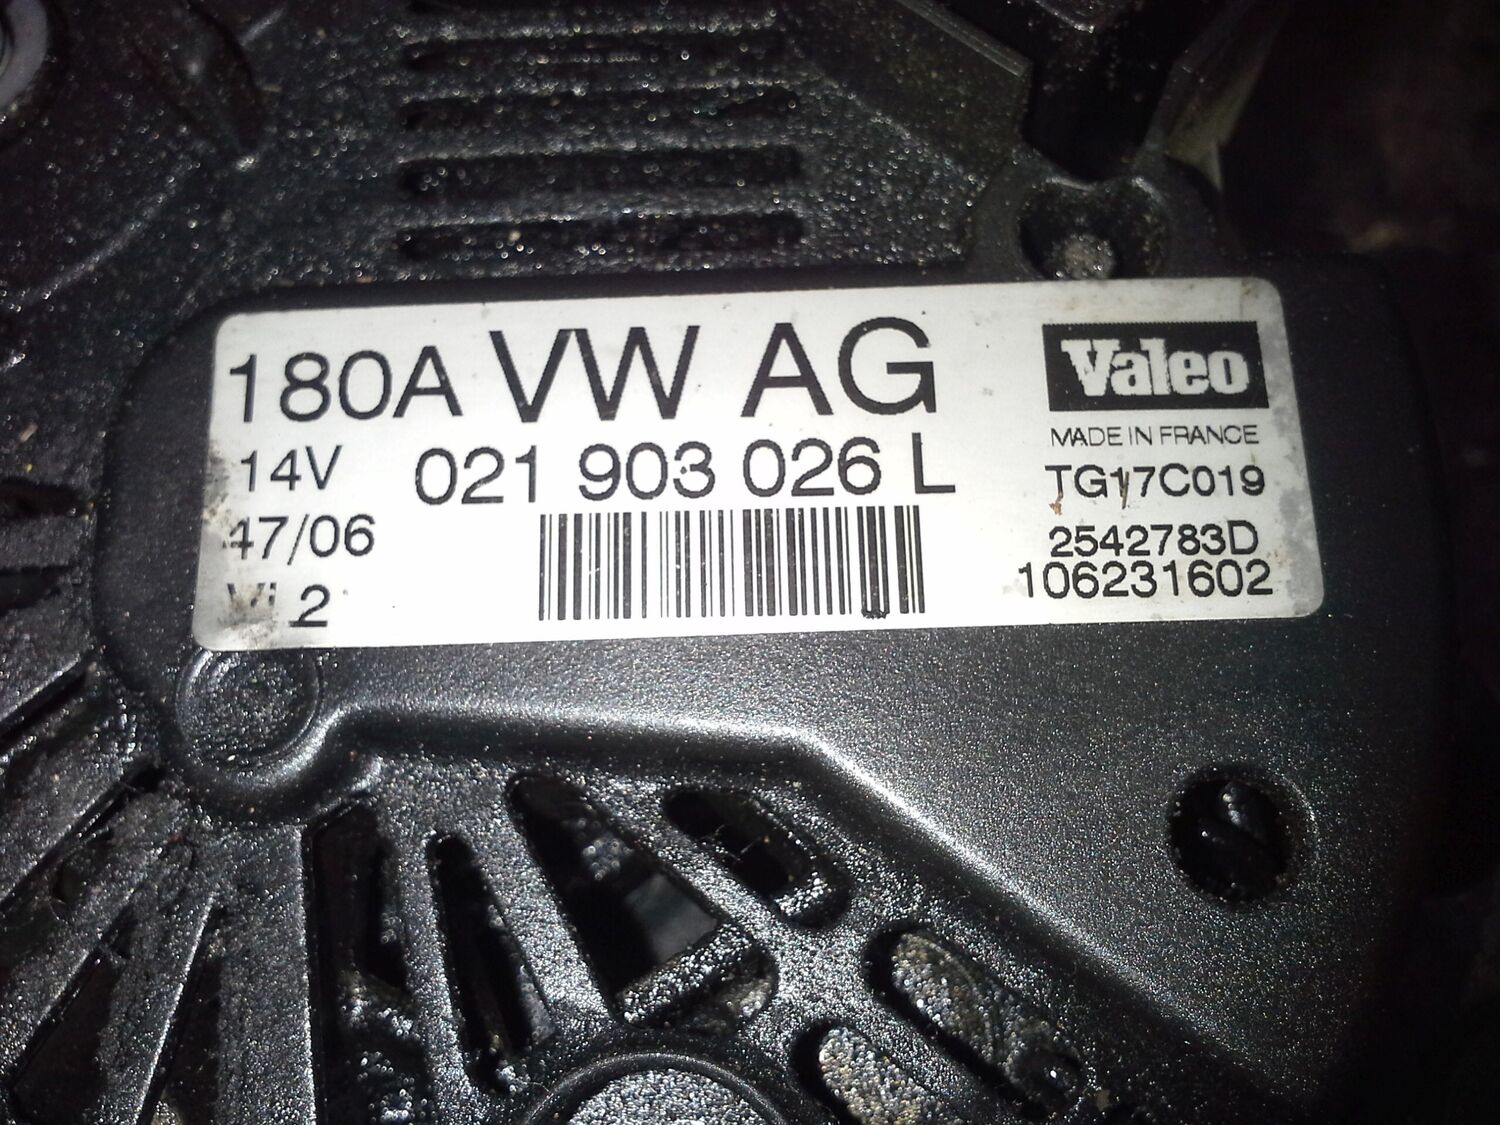 180A VW AG
14V 021 903 026 L
47/06
2
Valeo
MADE IN FRANCE
TG17C019
2542783D
106231602